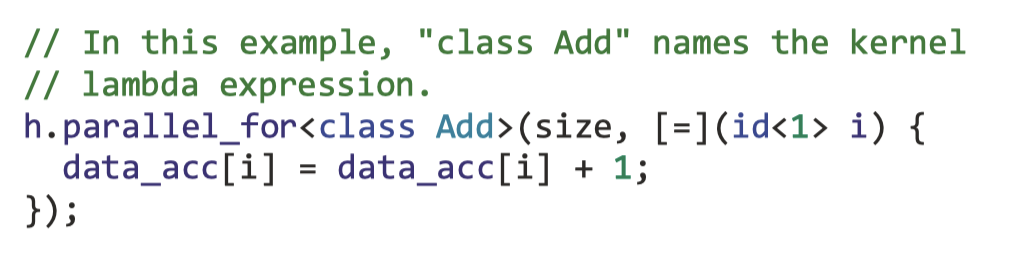 // In this example, "class Add" names the kernel
// lambda expression.
h.parallel_for<class Add>(size, [=](id<1> i) {
  data_acc[i] = data_acc[i] + 1;
});